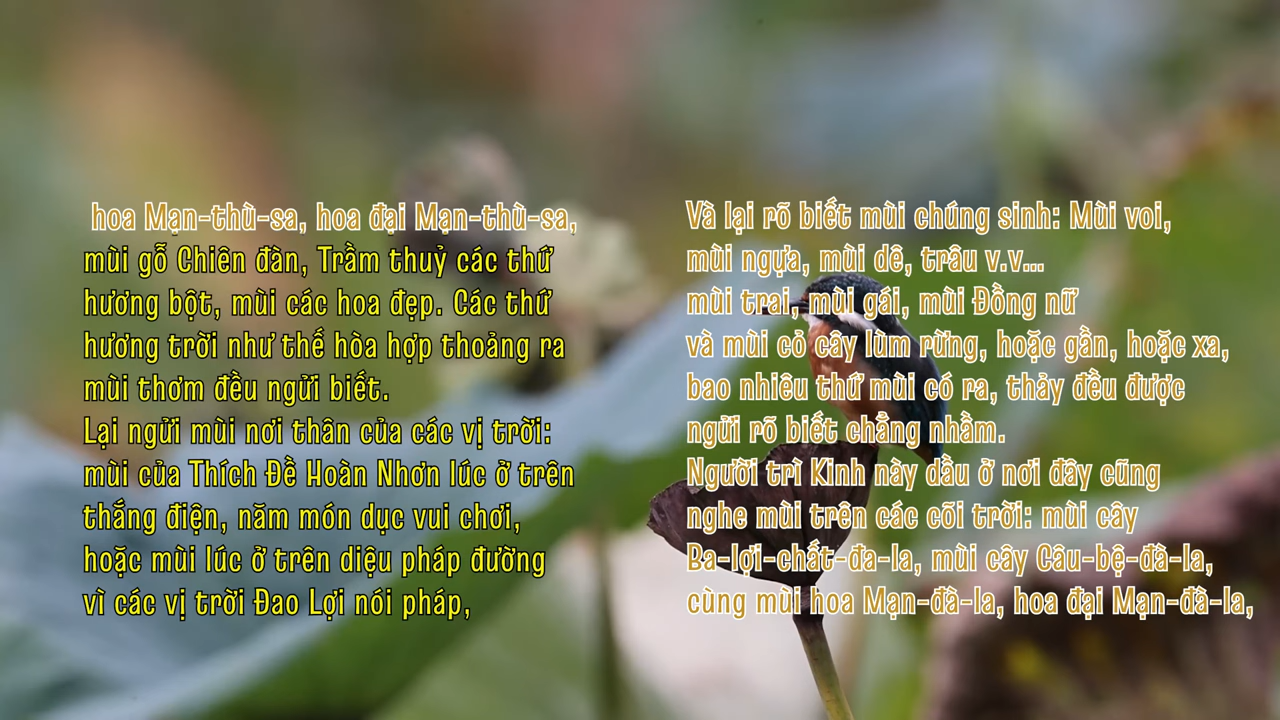 hoa Mạn-thù-sa, hoa đại Mạn-thù-sa,
mùi gỗ Chiên đàn, Trầm thuỷ các thứ
hương bột, mùi các hoa đẹp. Các thứ
hương trời như thế hòa hợp thoảng ra
mùi thơm đều ngửi biết.
Lại ngửi mùi nơi thân của các vị trời:
mùi của Thích Đề Hoàn Nhơn lúc ở trên
thắng điện, năm món dục vui chơi,
hoặc mùi lúc ở trên diệu pháp đường
vì các vị trời Đao Lợi nói pháp,
Và lại rõ biết mùi chúng sinh: Mùi voi,
mùi ngựa, mùi dê, trâu v.v...
mùi trai, mùi gái, mùi Đồng nữ
và mùi cỏ cây lùm rừng, hoặc gần, hoặc xa,
bao nhiêu thứ mùi có ra, thảy đều được
ngửi rõ biết chẳng nhầm.
Người trì Kinh này dầu ở nơi đây cũng
nghe mùi trên các cõi trời: mùi cây
Ba-lợi-chất-đa-la, mùi cây Câu-bệ-đà-la,
cùng mùi hoa Mạn-đà-la, hoa đại Mạn-đà-la,